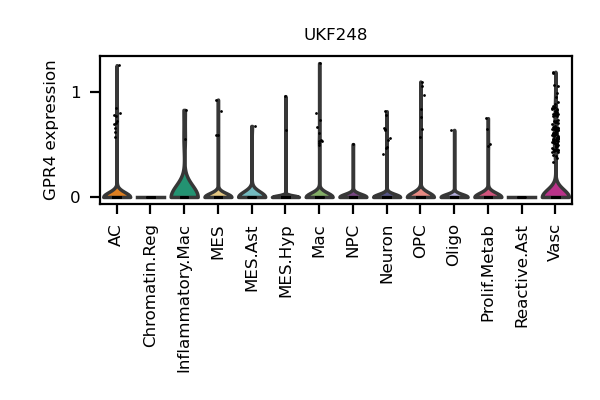 UKF248
GPR4 expression
1
0
AC
Chromatin.Reg
Inflammatory.Mac
MES
MES.Ast
MES.Hyp
Mac
NPC
Neuron
OPC
Oligo
Prolif.Metab
Reactive.Ast
Vasc